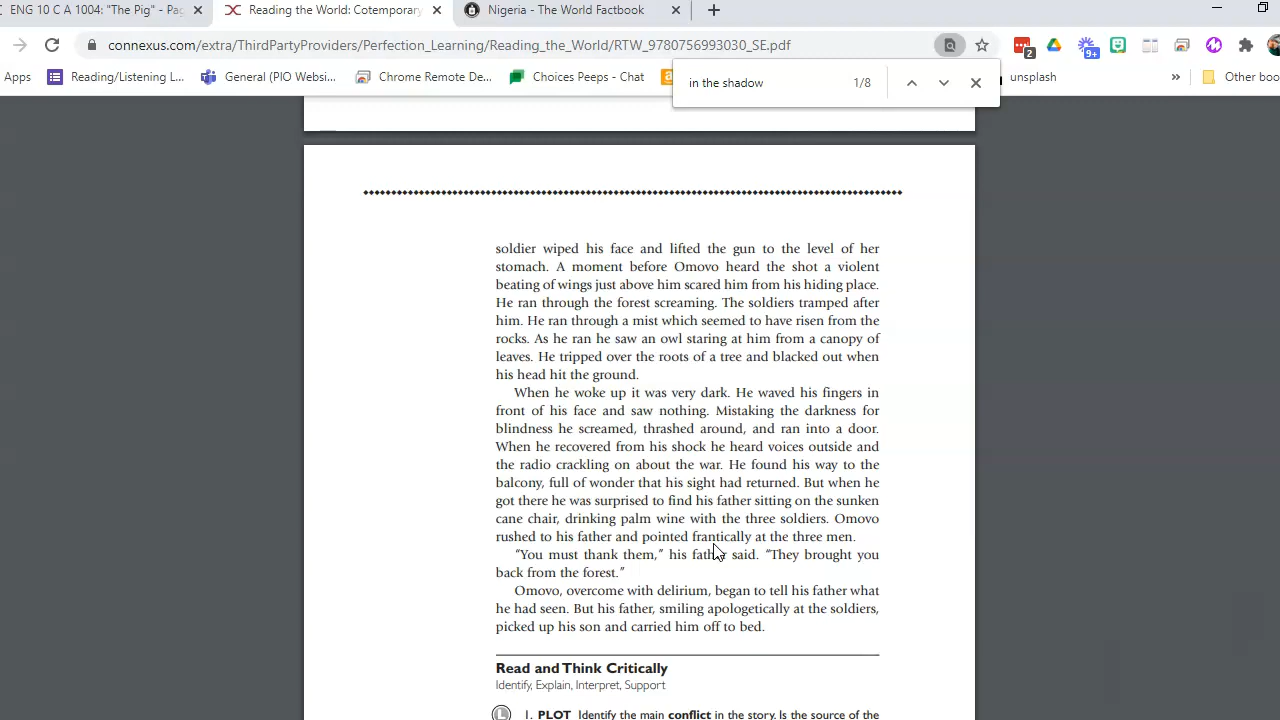 ENG 10 C A 1004: "The Pig" - Pa
Reading the World: Cotemporary
Nigeria - The World Factbook
connexus.com/extra/ThirdPartyProvider/Perfection_Learning/Reading_the_World/RTW_9780756993030_SE.pdf
2
9+
Apps
Reading/Listening L...
General (PIO Websi...
Chrome Remote De...
Choices Peeps - Chat
unsplash
»
Other boo
in the shadow
1/8
soldier wiped his face and lifted the gun to the level of her
stomach. A moment before Omovo heard the shot a violent
beating of wings just above him scared him from his hiding place.
He ran through the forest screaming. The soldiers tramped after
him. He ran through a mist which seemed to have risen from the
rocks. As he ran he saw an owl staring at him from a canopy of
leaves. He tripped over the roots of a tree and blacked out when
his head hit the ground.
When he woke up it was very dark. He waved his fingers in
front of his face and saw nothing. Mistaking the darkness for
blindness he screamed, thrashed around, and ran into a door.
When he recovered from his shock he heard voices outside and
the radio crackling on about the war. He found his way to the
balcony, full of wonder that his sight had returned. But when he
got there he was surprised to find his father sitting on the sunken
cane chair, drinking palm wine with the three soldiers. Omovo
rushed to his father and pointed frantically at the three men.
“You must thank them,” his father said. “They brought you
back from the forest.”
Omovo, overcome with delirium, began to tell his father what
he had seen. But his father, smiling apologetically at the soldiers,
picked up his son and carried him off to bed.
Read and Think Critically
Identify, Explain, Interpret, Support
1. PLOT Identify the main conflict in the story. Is the source of the